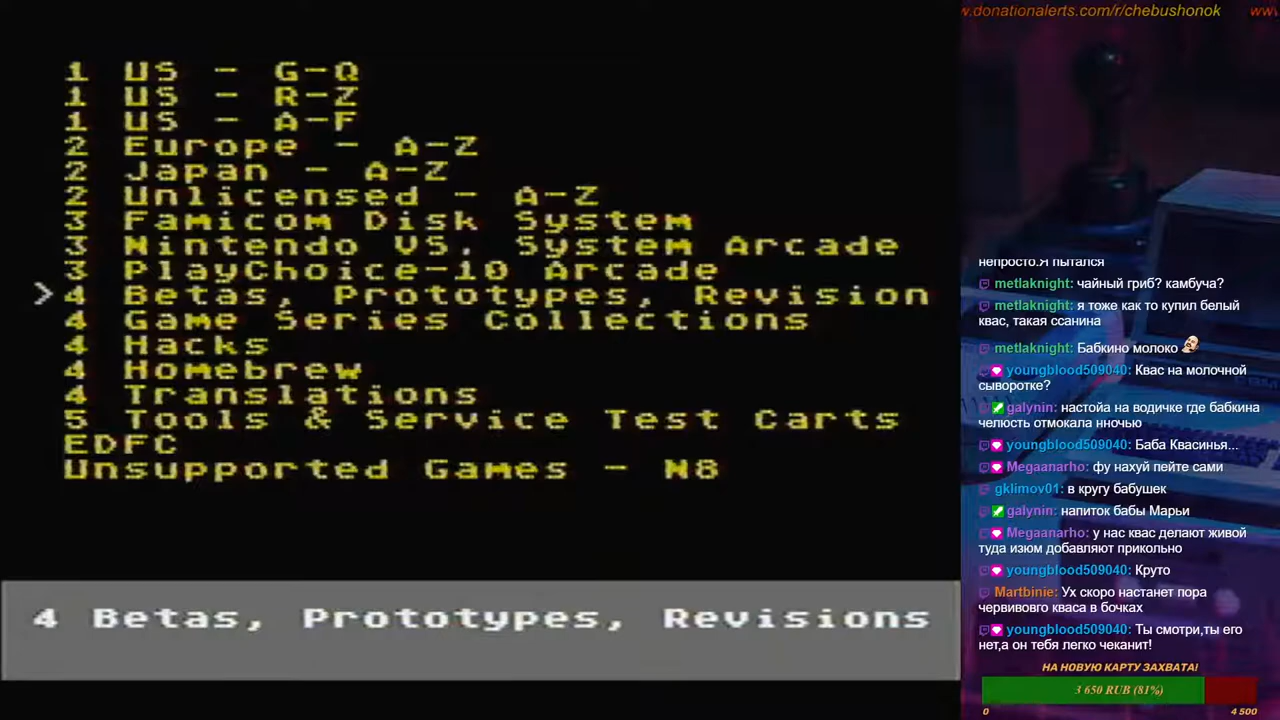 www.donationalerts.com/r/chebushonok www
1 US - G-Q
1 US - R-Z
1 US - A-F
2 Europe - A-Z
2 Japan - A-Z
2 Unlicensed - A-Z
3 Famicom Disk System
3 Nintendo VS, System Arcade
3 PlayChoice-10 Arcade
>4 Betas, Prototypes, Revision
4 Game Series Collections
4 Hacks
4 Homebrew
4 Translations
5 Tools & Service Test Carts
EDFC
Unsupported Games - N8
4 Betas, Prototypes, Revisions
непросто.Я пытался
metlaknight: чайный гриб? камбуча?
metlaknight: я тоже как то купил белый
квас, такая ссанина
metlaknight: Бабкино молоко
youngblood509040: Квас на молочной
сыворотке?
galynin: настойа на водичке где бабкина
челюсть отмокала нночью
youngblood509040: Баба Квасинья...
Megaanarho: фу нахуй пейте сами
gklimov01: в кругу бабушек
galynin: напиток бабы Марьи
Megaanarho: у нас квас делают живой
туда изюм добавляют прикольно
youngblood509040: Круто
Martbinie: Ух скоро настанет пора
червивого кваса в бочках
youngblood509040: Ты смотри,ты его
нет,а он тебя легко чеканит!
НА НОВУЮ КАРТУ ЗАХВАТА!
3 650 RUB (81%)
0 4 500